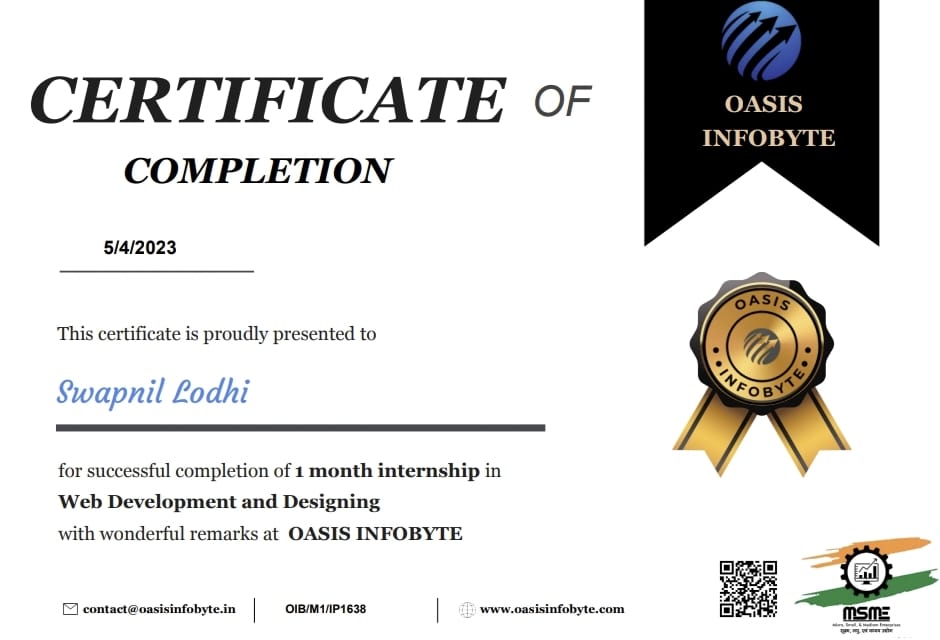 CERTIFICATE OF
COMPLETION
OASIS
INFOBYTE
5/4/2023
This certificate is proudly presented to
Swapnil Lodhi
for successful completion of 1 month internship in
Web Development and Designing
with wonderful remarks at OASIS INFOBYTE
OASIS
INFOBYTE
contact@oasisinfobyte.in
OIB/M1/IP1638
www.oasisinfobyte.com
MSME
Micro, Small, & Medium Enterprises
सूक्ष्म, लघु, एवं मध्यम उद्योग